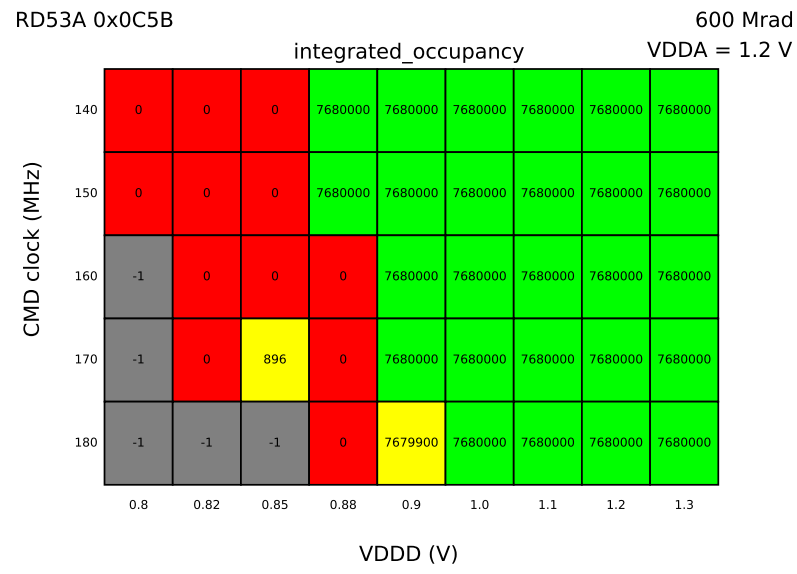 RD53A 0x0C5B
600 Mrad
integrated_occupancy
VDDA = 1.2 V
CMD clock (MHz)
140 0 0 0 7680000 7680000 7680000 7680000 7680000 7680000
150 0 0 0 7680000 7680000 7680000 7680000 7680000 7680000
160 -1 0 0 0 7680000 7680000 7680000 7680000 7680000
170 -1 0 896 0 7680000 7680000 7680000 7680000 7680000
180 -1 -1 -1 0 7679900 7680000 7680000 7680000 7680000
0.8 0.82 0.85 0.88 0.9 1.0 1.1 1.2 1.3
VDDD (V)